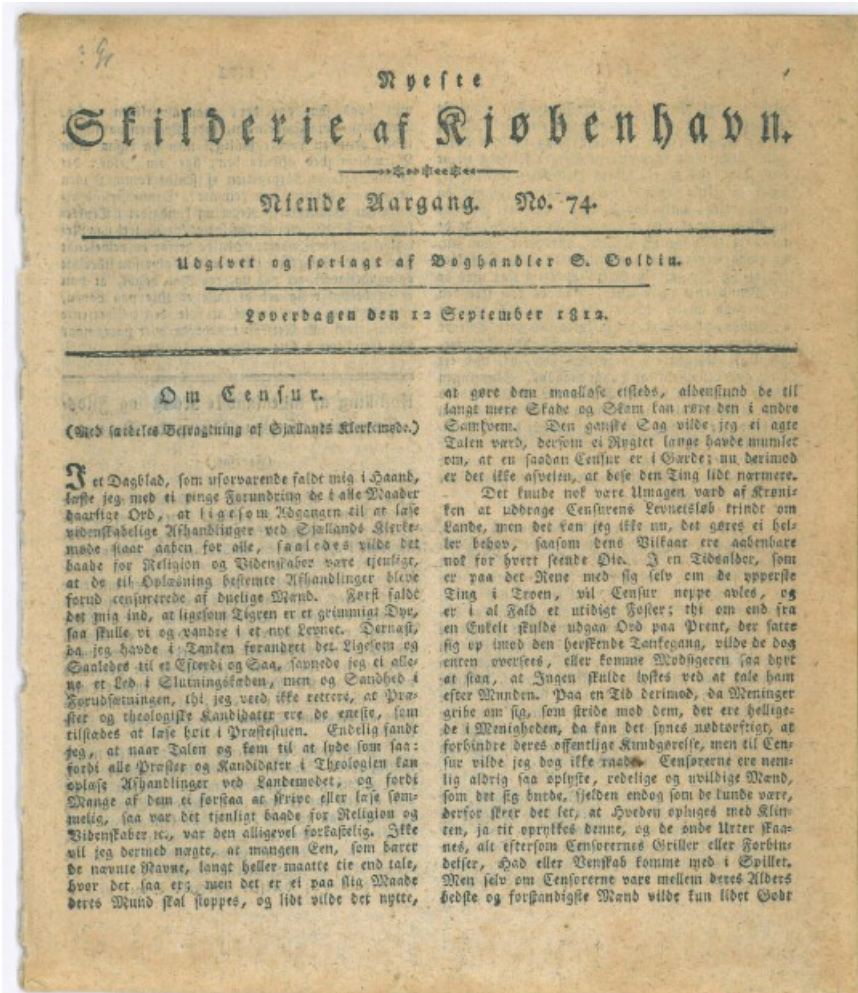 Nyeste
Skilderie af Kjøbenhavn.
Niende Aargang. No. 74.
Udgivet og forlagt af Boghandler S. Soldin.
Løverdagen den 12 September 1812.
Om Censur.
(Med særdeles Betragtning af Sjællands Klerkemøde.)
I et Dagblad, som uforvarende faldt mig i Haand,
læste jeg med ei ringe Forundring de i alle Maader
daarlige Ord, at ligesom Adgangen til at læse
videnskabelige Afhandlinger ved Sjællands Klerke-
møde staar aaben for alle, saaledes vilde det
baade for Religion og Videnskaber være tjenligt,
at de til Oplæsning bestemte Afhandlinger bleve
forud censurerede af duelige Mænd. Først faldt
det mig ind, at ligesom Tigren er et grimmigt Dyr,
saa skulle vi og vandre i et nyt Levnet. Dernæst,
da jeg havde i Tanken forandret det Ligesom og
Saaledes til et Efterdi og Saa, savnede jeg ei alle-
ne et Led i Slutningskæden, men og Sandhed i
Forudsætningen, thi jeg veed ikke rettere, at Præ-
ster og theologiske Kandidater ere de eneste, som
tilstædes at læse høit i Præstestuen. Endelig fandt
jeg, at naar Talen og kom til at lyde som saa:
fordi alle Præster og Kandidater i Theologien kan
oplæse Afhandlinger ved Landemodet, og fordi
Mange af dem ei forstaa at skrive eller læse søm-
melig, saa var det tjenligt baade for Religion og
Videnskaber ꝛc., var den alligevel forkastelig. Ikke
vil jeg dermed nægte, at mangen Een, som bærer
de nævnte Navne, langt heller maatte tie end tale,
hvor det saa er; men det er ei paa slig Maade
deres Mund skal stoppes, og lidt vilde det nytte,
at gøre dem maalløse etsteds, aldenstund de til
langt mere Skade og Skam kan røre den i andre
Samqvem. Den ganske Sag vilde jeg ei agte
Talen værd, dersom ei Rygtet længe havde mumlet
om, at en saadan Censur er i Gærde; nu derimod
er det ikke afveien, at bese den Ting lidt nærmere.
Det kunde nok være Umagen værd af Krøni-
ken at uddrage Censurens Levnetsløb trindt om
Lande, men det kan jeg ikke nu, det gøres ei hel-
ler behov, saasom dens Vilkaar ere aabenbare
nok for hvert seende Øie. I en Tidsalder, som
er paa det Rene med sig selv om de ypperste
Ting i Troen, vil Censur neppe avles, og
er i al Fald et utidigt Foster; thi om end fra
en Enkelt skulde udgaa Ord paa Prent, der satte
sig op imod den herskende Tankegang, vilde de dog
enten oversees, eller komme Modsigeren saa dyrt
at staa, at Ingen skulde lystes ved at tale ham
efter Munden. Paa en Tid derimod, da Meninger
gribe om sig, som stride mod dem, der ere hellige-
de i Menigheden, da kan det synes nødtørftigt, at
forbindre deres offentlige Kundgørelse, men til Cen-
sur vilde jeg dog ikke raade. Censorerne ere nem-
lig aldrig saa oplyste, redelige og uvildige Mænd,
som det sig burde, sjelden endog som de kunde være,
derfor skeer det let, at Hveden opluges med Klin-
ten, ja tit oprykkes denne, og de onde Urter skaa-
nes, alt eftersom Censorernes Griller eller Forbin-
delser, Had eller Venskab komme med i Spillet.
Men selv om Censorerne vare mellem deres Alders
bedste og forstandigste Mænd vilde kun lidet Godt